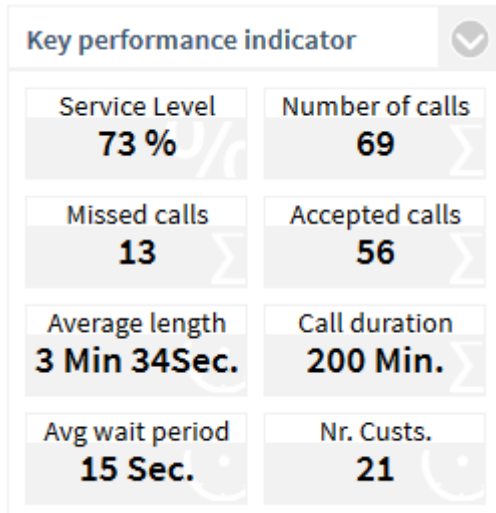 Key performance indicator
Service Level
73 %
Number of calls
69
Missed calls
13
Accepted calls
56
Average length
3 Min 34Sec.
Call duration
200 Min.
Avg wait period
15 Sec.
Nr. Custs.
21